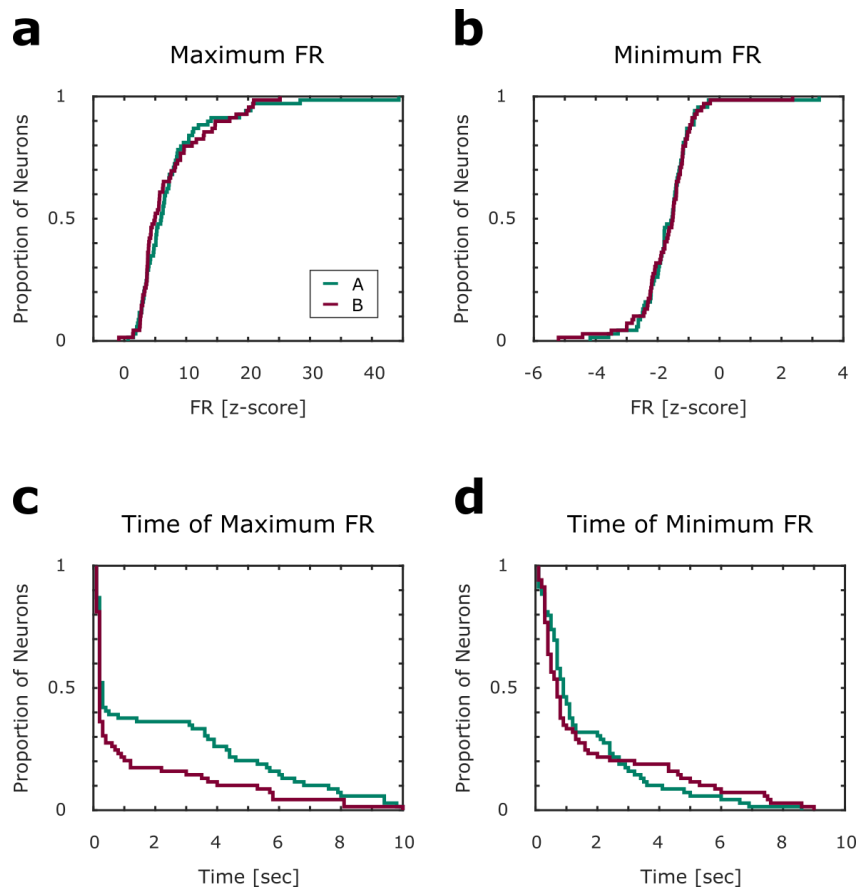 a
Maximum FR
Proportion of Neurons
1
0.5
0
0 10 20 30 40
FR [z-score]
A
B
b
Minimum FR
Proportion of Neurons
1
0.5
0
-6 -4 -2 0 2 4
FR [z-score]
c
Time of Maximum FR
Proportion of Neurons
1
0.5
0
0 2 4 6 8 10
Time [sec]
d
Time of Minimum FR
Proportion of Neurons
1
0.5
0
0 2 4 6 8 10
Time [sec]